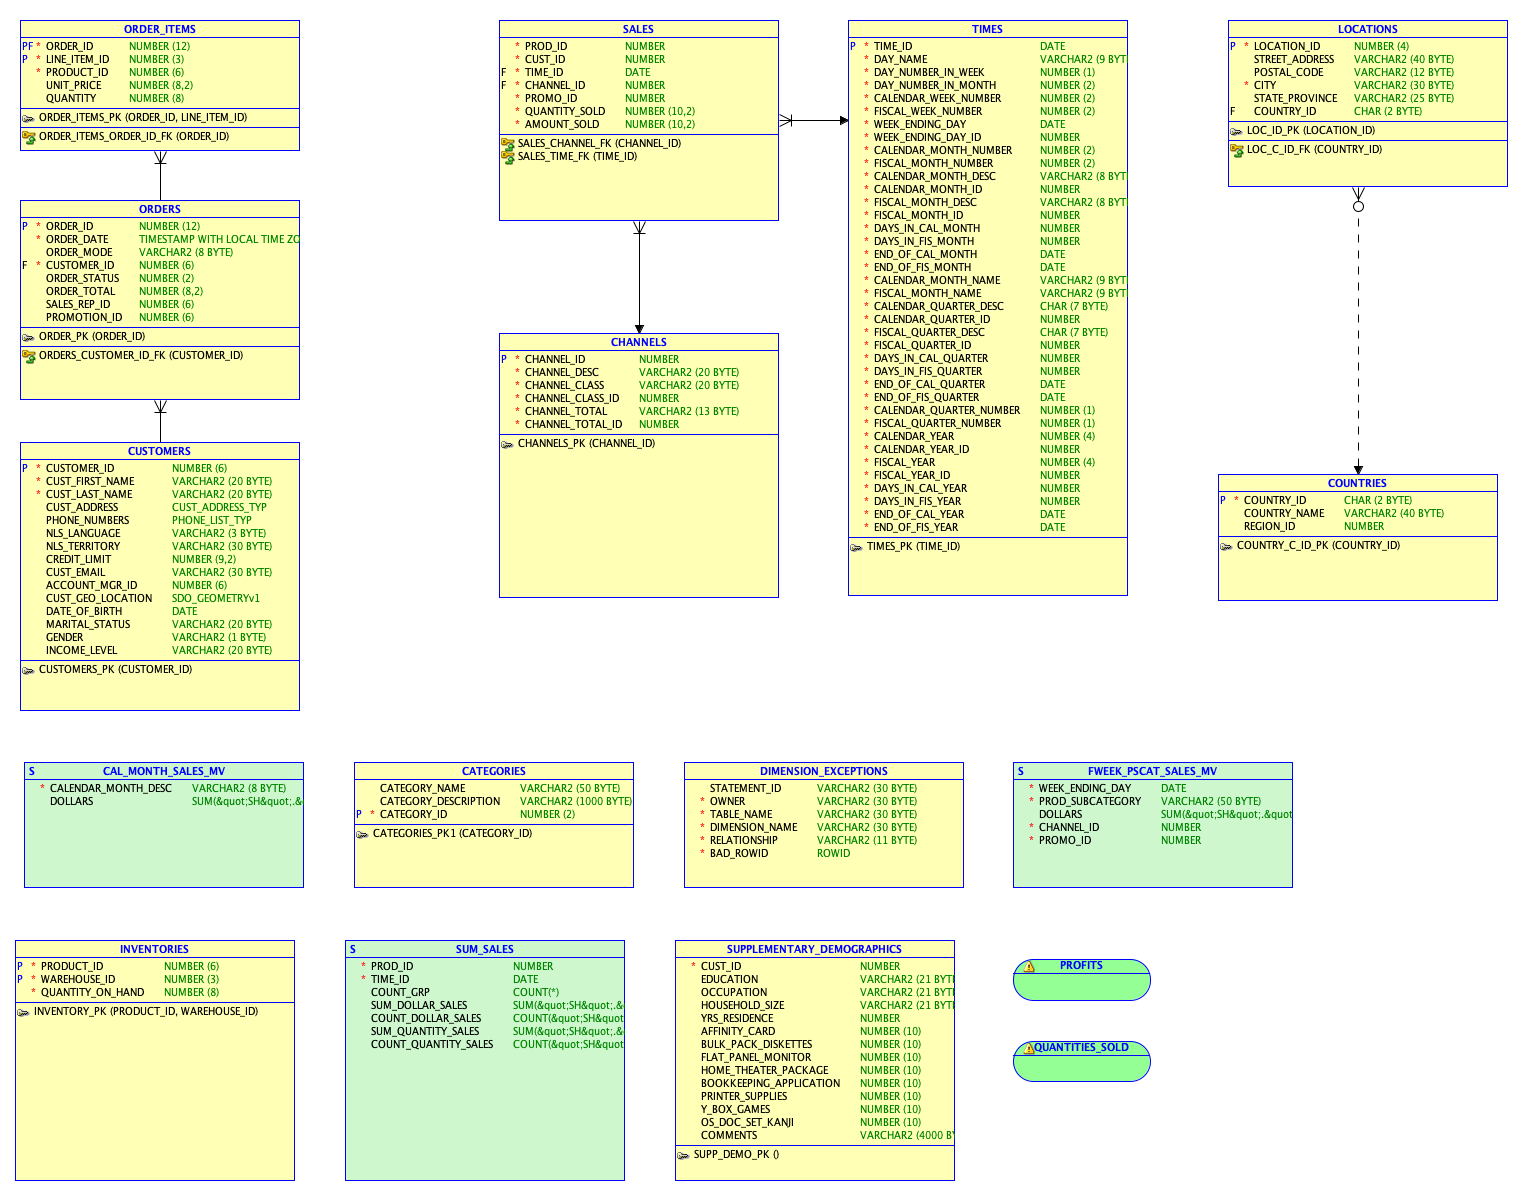 ORDER_ITEMS
PF * ORDER_ID NUMBER (12)
P * LINE_ITEM_ID NUMBER (3)
* PRODUCT_ID NUMBER (6)
UNIT_PRICE NUMBER (8,2)
QUANTITY NUMBER (8)
ORDER_ITEMS_PK (ORDER_ID, LINE_ITEM_ID)
ORDER_ITEMS_ORDER_ID_FK (ORDER_ID)
ORDERS
P * ORDER_ID NUMBER (12)
* ORDER_DATE TIMESTAMP WITH LOCAL TIME ZO
ORDER_MODE VARCHAR2 (8 BYTE)
F * CUSTOMER_ID NUMBER (6)
ORDER_STATUS NUMBER (2)
ORDER_TOTAL NUMBER (8,2)
SALES_REP_ID NUMBER (6)
PROMOTION_ID NUMBER (6)
ORDER_PK (ORDER_ID)
ORDERS_CUSTOMER_ID_FK (CUSTOMER_ID)
CUSTOMERS
P * CUSTOMER_ID NUMBER (6)
* CUST_FIRST_NAME VARCHAR2 (20 BYTE)
* CUST_LAST_NAME VARCHAR2 (20 BYTE)
CUST_ADDRESS CUST_ADDRESS_TYP
PHONE_NUMBERS PHONE_LIST_TYP
NLS_LANGUAGE VARCHAR2 (3 BYTE)
NLS_TERRITORY VARCHAR2 (30 BYTE)
CREDIT_LIMIT NUMBER (9,2)
CUST_EMAIL VARCHAR2 (30 BYTE)
ACCOUNT_MGR_ID NUMBER (6)
CUST_GEO_LOCATION SDO_GEOMETRYv1
DATE_OF_BIRTH DATE
MARITAL_STATUS VARCHAR2 (20 BYTE)
GENDER VARCHAR2 (1 BYTE)
INCOME_LEVEL VARCHAR2 (20 BYTE)
CUSTOMERS_PK (CUSTOMER_ID)
SALES
* PROD_ID NUMBER
* CUST_ID NUMBER
F * TIME_ID DATE
F * CHANNEL_ID NUMBER
* PROMO_ID NUMBER
* QUANTITY_SOLD NUMBER (10,2)
* AMOUNT_SOLD NUMBER (10,2)
SALES_CHANNEL_FK (CHANNEL_ID)
SALES_TIME_FK (TIME_ID)
CHANNELS
P * CHANNEL_ID NUMBER
* CHANNEL_DESC VARCHAR2 (20 BYTE)
* CHANNEL_CLASS VARCHAR2 (20 BYTE)
* CHANNEL_CLASS_ID NUMBER
* CHANNEL_TOTAL VARCHAR2 (13 BYTE)
* CHANNEL_TOTAL_ID NUMBER
CHANNELS_PK (CHANNEL_ID)
TIMES
P * TIME_ID DATE
* DAY_NAME VARCHAR2 (9 BYT
* DAY_NUMBER_IN_WEEK NUMBER (1)
* DAY_NUMBER_IN_MONTH NUMBER (2)
* CALENDAR_WEEK_NUMBER NUMBER (2)
* FISCAL_WEEK_NUMBER NUMBER (2)
* WEEK_ENDING_DAY DATE
* WEEK_ENDING_DAY_ID NUMBER
* CALENDAR_MONTH_NUMBER NUMBER (2)
* FISCAL_MONTH_NUMBER NUMBER (2)
* CALENDAR_MONTH_DESC VARCHAR2 (8 BYT
* CALENDAR_MONTH_ID NUMBER
* FISCAL_MONTH_DESC VARCHAR2 (8 BYT
* FISCAL_MONTH_ID NUMBER
* DAYS_IN_CAL_MONTH NUMBER
* DAYS_IN_FIS_MONTH NUMBER
* END_OF_CAL_MONTH DATE
* END_OF_FIS_MONTH DATE
* CALENDAR_MONTH_NAME VARCHAR2 (9 BYT
* FISCAL_MONTH_NAME VARCHAR2 (9 BYT
* CALENDAR_QUARTER_DESC CHAR (7 BYTE)
* CALENDAR_QUARTER_ID NUMBER
* FISCAL_QUARTER_DESC CHAR (7 BYTE)
* FISCAL_QUARTER_ID NUMBER
* DAYS_IN_CAL_QUARTER NUMBER
* DAYS_IN_FIS_QUARTER NUMBER
* END_OF_CAL_QUARTER DATE
* END_OF_FIS_QUARTER DATE
* CALENDAR_QUARTER_NUMBER NUMBER (1)
* FISCAL_QUARTER_NUMBER NUMBER (1)
* CALENDAR_YEAR NUMBER (4)
* CALENDAR_YEAR_ID NUMBER
* FISCAL_YEAR NUMBER (4)
* FISCAL_YEAR_ID NUMBER
* DAYS_IN_CAL_YEAR NUMBER
* DAYS_IN_FIS_YEAR NUMBER
* END_OF_CAL_YEAR DATE
* END_OF_FIS_YEAR DATE
TIMES_PK (TIME_ID)
LOCATIONS
P * LOCATION_ID NUMBER (4)
STREET_ADDRESS VARCHAR2 (40 BYTE)
POSTAL_CODE VARCHAR2 (12 BYTE)
* CITY VARCHAR2 (30 BYTE)
STATE_PROVINCE VARCHAR2 (25 BYTE)
F COUNTRY_ID CHAR (2 BYTE)
LOC_ID_PK (LOCATION_ID)
LOC_C_ID_FK (COUNTRY_ID)
COUNTRIES
P * COUNTRY_ID CHAR (2 BYTE)
COUNTRY_NAME VARCHAR2 (40 BYTE)
REGION_ID NUMBER
COUNTRY_C_ID_PK (COUNTRY_ID)
S CAL_MONTH_SALES_MV
* CALENDAR_MONTH_DESC VARCHAR2 (8 BYTE)
DOLLARS SUM(&quot;SH&quot;.&
CATEGORIES
CATEGORY_NAME VARCHAR2 (50 BYTE)
CATEGORY_DESCRIPTION VARCHAR2 (1000 BYTE)
P * CATEGORY_ID NUMBER (2)
CATEGORIES_PK1 (CATEGORY_ID)
DIMENSION_EXCEPTIONS
STATEMENT_ID VARCHAR2 (30 BYTE)
* OWNER VARCHAR2 (30 BYTE)
* TABLE_NAME VARCHAR2 (30 BYTE)
* DIMENSION_NAME VARCHAR2 (30 BYTE)
* RELATIONSHIP VARCHAR2 (11 BYTE)
* BAD_ROWID ROWID
S FWEEK_PSCAT_SALES_MV
* WEEK_ENDING_DAY DATE
* PROD_SUBCATEGORY VARCHAR2 (50 BYTE)
DOLLARS SUM(&quot;SH&quot;.&quot
* CHANNEL_ID NUMBER
* PROMO_ID NUMBER
INVENTORIES
P * PRODUCT_ID NUMBER (6)
P * WAREHOUSE_ID NUMBER (3)
* QUANTITY_ON_HAND NUMBER (8)
INVENTORY_PK (PRODUCT_ID, WAREHOUSE_ID)
S SUM_SALES
* PROD_ID NUMBER
* TIME_ID DATE
COUNT_GRP COUNT(*)
SUM_DOLLAR_SALES SUM(&quot;SH&quot;.&
COUNT_DOLLAR_SALES COUNT(&quot;SH&quot
SUM_QUANTITY_SALES SUM(&quot;SH&quot;.&
COUNT_QUANTITY_SALES COUNT(&quot;SH&quot
SUPPLEMENTARY_DEMOGRAPHICS
* CUST_ID NUMBER
EDUCATION VARCHAR2 (21 BYTE
OCCUPATION VARCHAR2 (21 BYTE
HOUSEHOLD_SIZE VARCHAR2 (21 BYTE
YRS_RESIDENCE NUMBER
AFFINITY_CARD NUMBER (10)
BULK_PACK_DISKETTES NUMBER (10)
FLAT_PANEL_MONITOR NUMBER (10)
HOME_THEATER_PACKAGE NUMBER (10)
BOOKKEEPING_APPLICATION NUMBER (10)
PRINTER_SUPPLIES NUMBER (10)
Y_BOX_GAMES NUMBER (10)
OS_DOC_SET_KANJI NUMBER (10)
COMMENTS VARCHAR2 (4000 BY
SUPP_DEMO_PK ()
PROFITS
QUANTITIES_SOLD